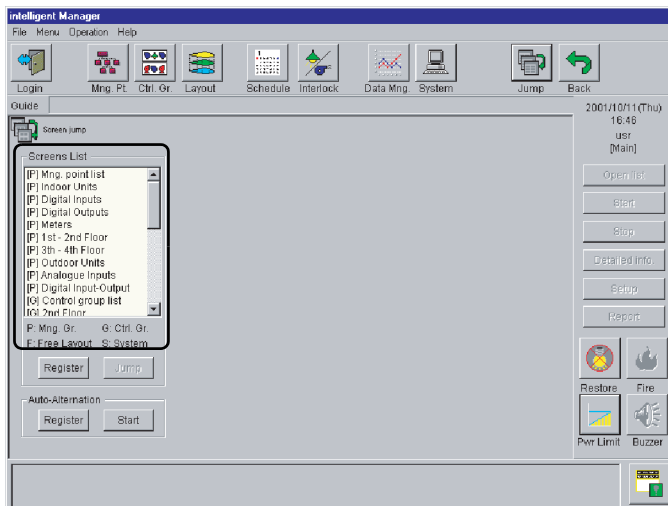 intelligent Manager
File Menu Operation Help
Login Mng. Pt. Ctrl. Gr. Layout Schedule Interlock Data Mng. System Jump Back
Guide
2001/10/11(Thu)
16:46
usr
[Main]
Screen jump
Screens List
[P] Mng. point list
[P] Indoor Units
[P] Digital Inputs
[P] Digital Outputs
[P] Meters
[P] 1st - 2nd Floor
[P] 3th - 4th Floor
[P] Outdoor Units
[P] Analogue Inputs
[P] Digital Input-Output
[G] Control group list
[G] 2nd Floor
P: Mng. Gr. G: Ctrl. Gr.
F: Free Layout S: System
Register Jump
Auto-Alternation
Register Start
Open list
Start
Stop
Detailed info.
Setup
Report
Restore Fire
Pwr Limit Buzzer